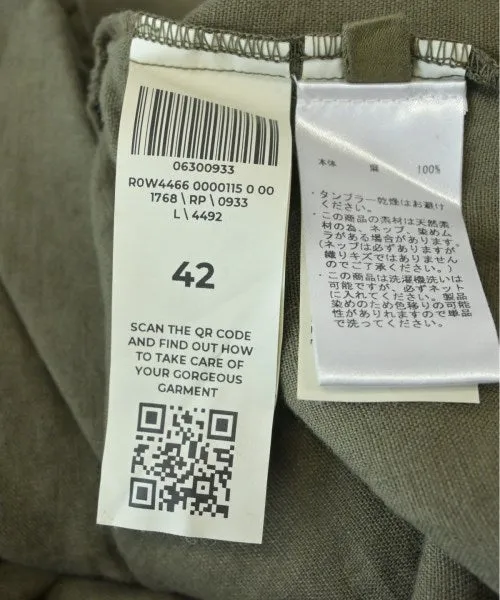 06300933
R0W4466 0000115 0 00
1768 \ RP \ 0933
L \ 4492
42
SCAN THE QR CODE
AND FIND OUT HOW
TO TAKE CARE OF
YOUR GORGEOUS
GARMENT
本体 麻 100%
・タンブラー乾燥はお避け
ください。
・この商品の素材は天然素
材の為、ネップ、染めム
ラがある場合があります。
(ネップは必ずありますが
織りキズではありません
のでご了承ください。)
・この商品は洗濯機洗いは
可能ですが、必ずネット
に入れてください。製品
染めのため色移りの可能
性がありれますので単品
で洗ってください。